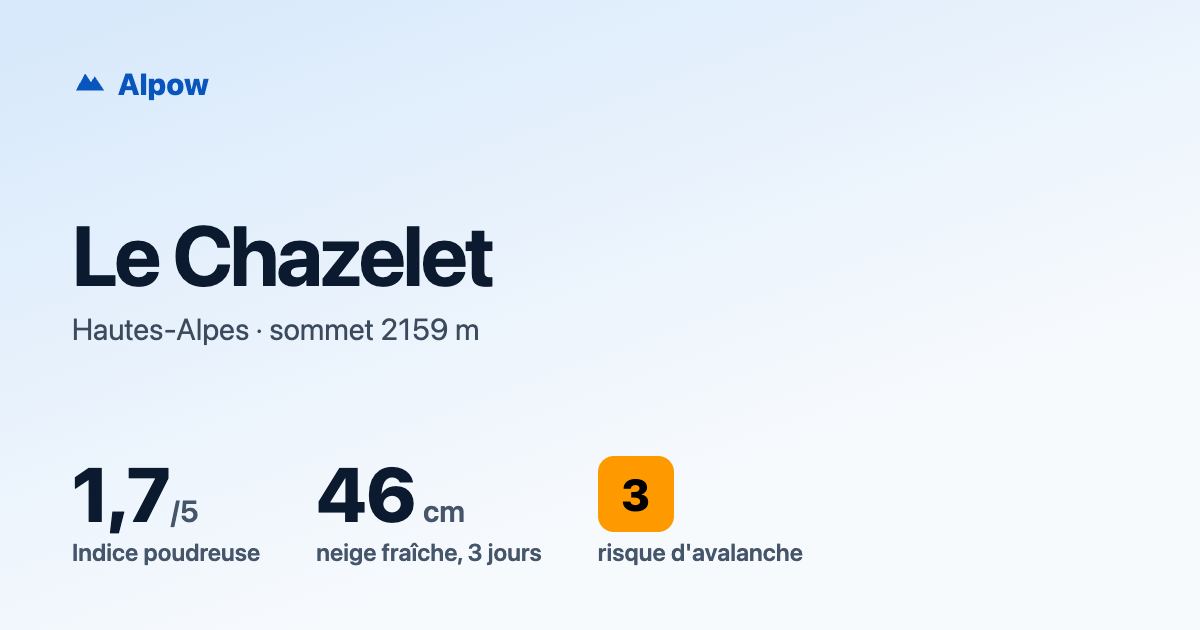 Alpow
Le Chazelet
Hautes-Alpes · sommet 2159 m
1,7/5
Indice poudreuse
46 cm
neige fraîche, 3 jours
3
risque d'avalanche